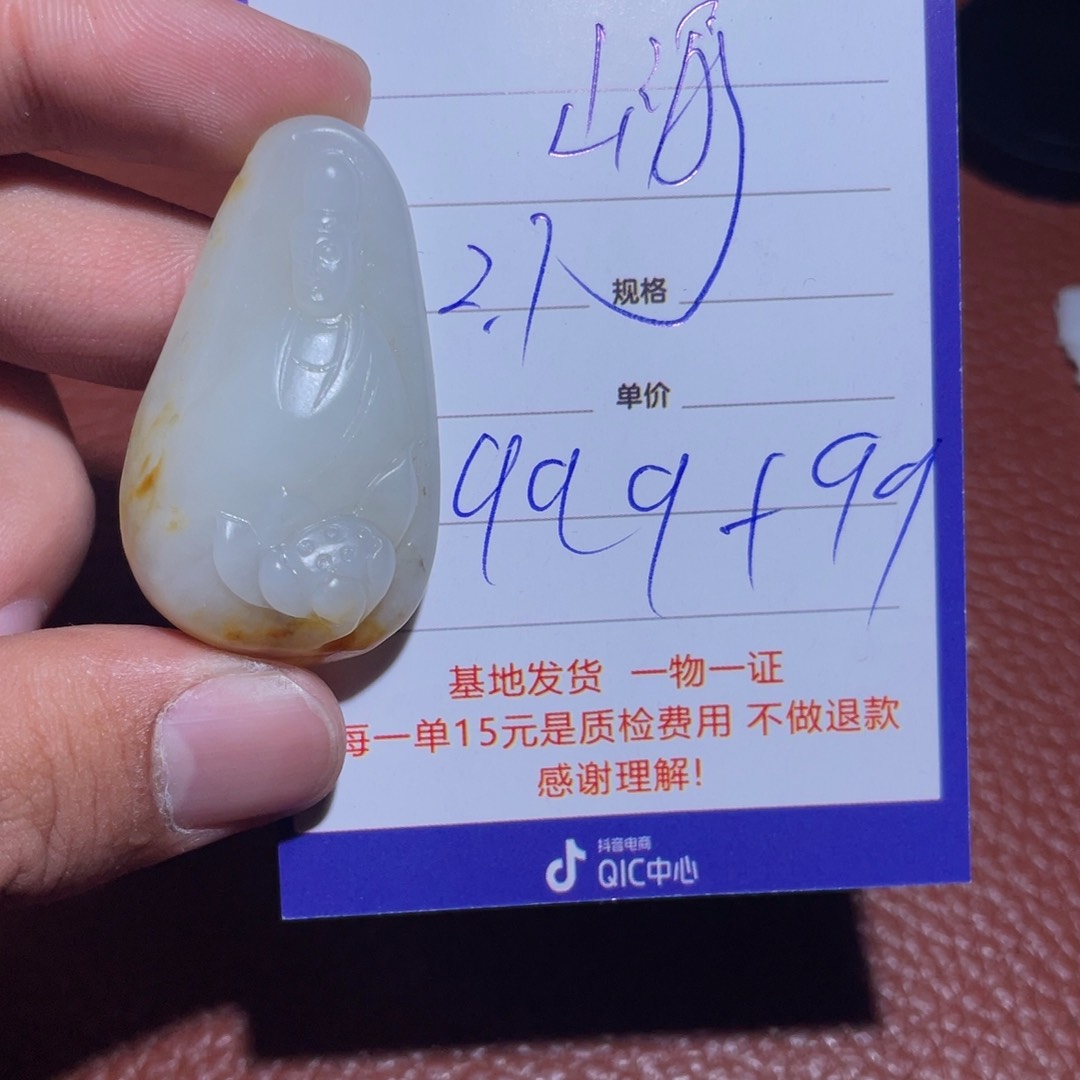 山海
2.1
规格
单价
999+99
基地发货 一物一证
每一单15元是质检费用 不做退款
感谢理解!
抖音电商
QIC中心